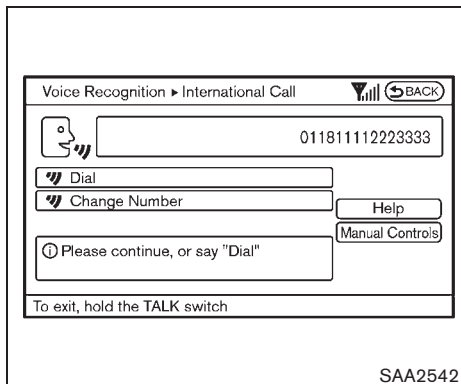 Voice Recognition ▸ International Call BACK
011811112223333
Dial
Change Number
Help
Manual Controls
Please continue, or say "Dial"
To exit, hold the TALK switch
SAA2542